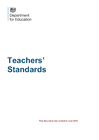 Department
for Education
Teachers'
Standards